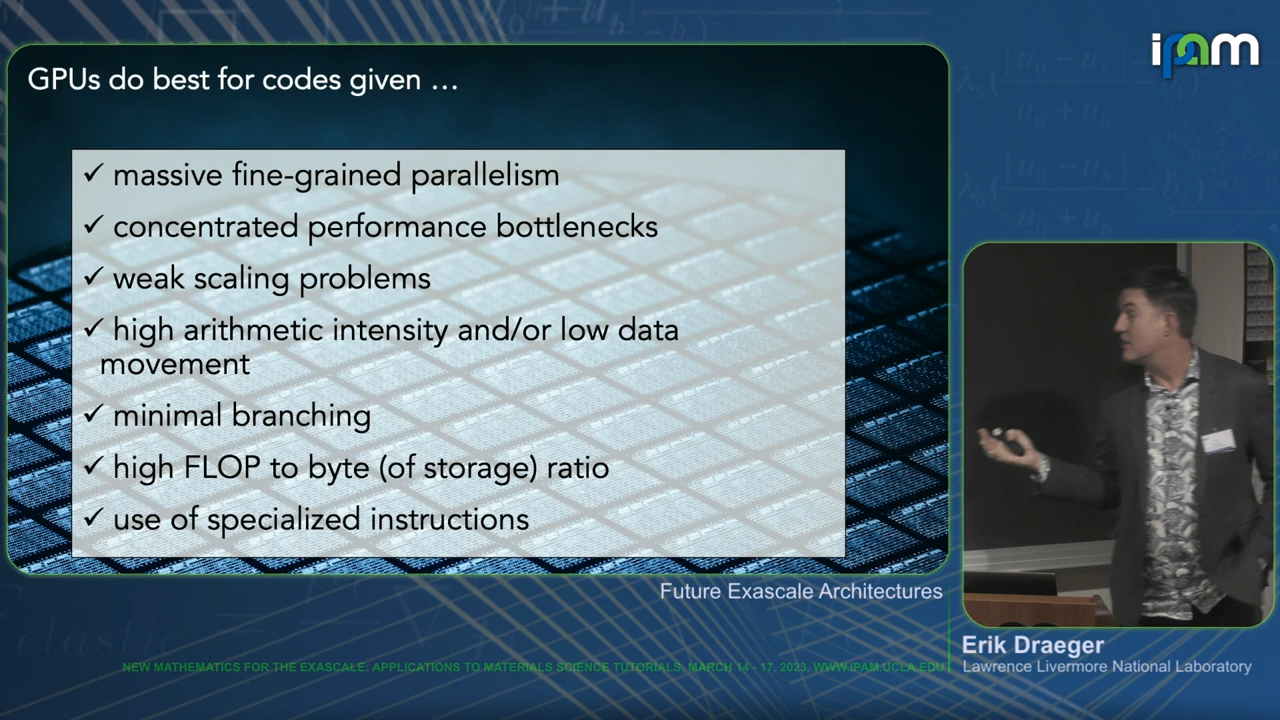 ipam
GPUs do best for codes given …
✓ massive fine-grained parallelism
✓ concentrated performance bottlenecks
✓ weak scaling problems
✓ high arithmetic intensity and/or low data
movement
✓ minimal branching
✓ high FLOP to byte (of storage) ratio
✓ use of specialized instructions
Future Exascale Architectures
Erik Draeger
Lawrence Livermore National Laboratory
NEW MATHEMATICS FOR THE EXASCALE: APPLICATIONS TO MATERIALS SCIENCE TUTORIALS, MARCH 14 - 17, 2023, WWW.IPAM.UCLA.EDU